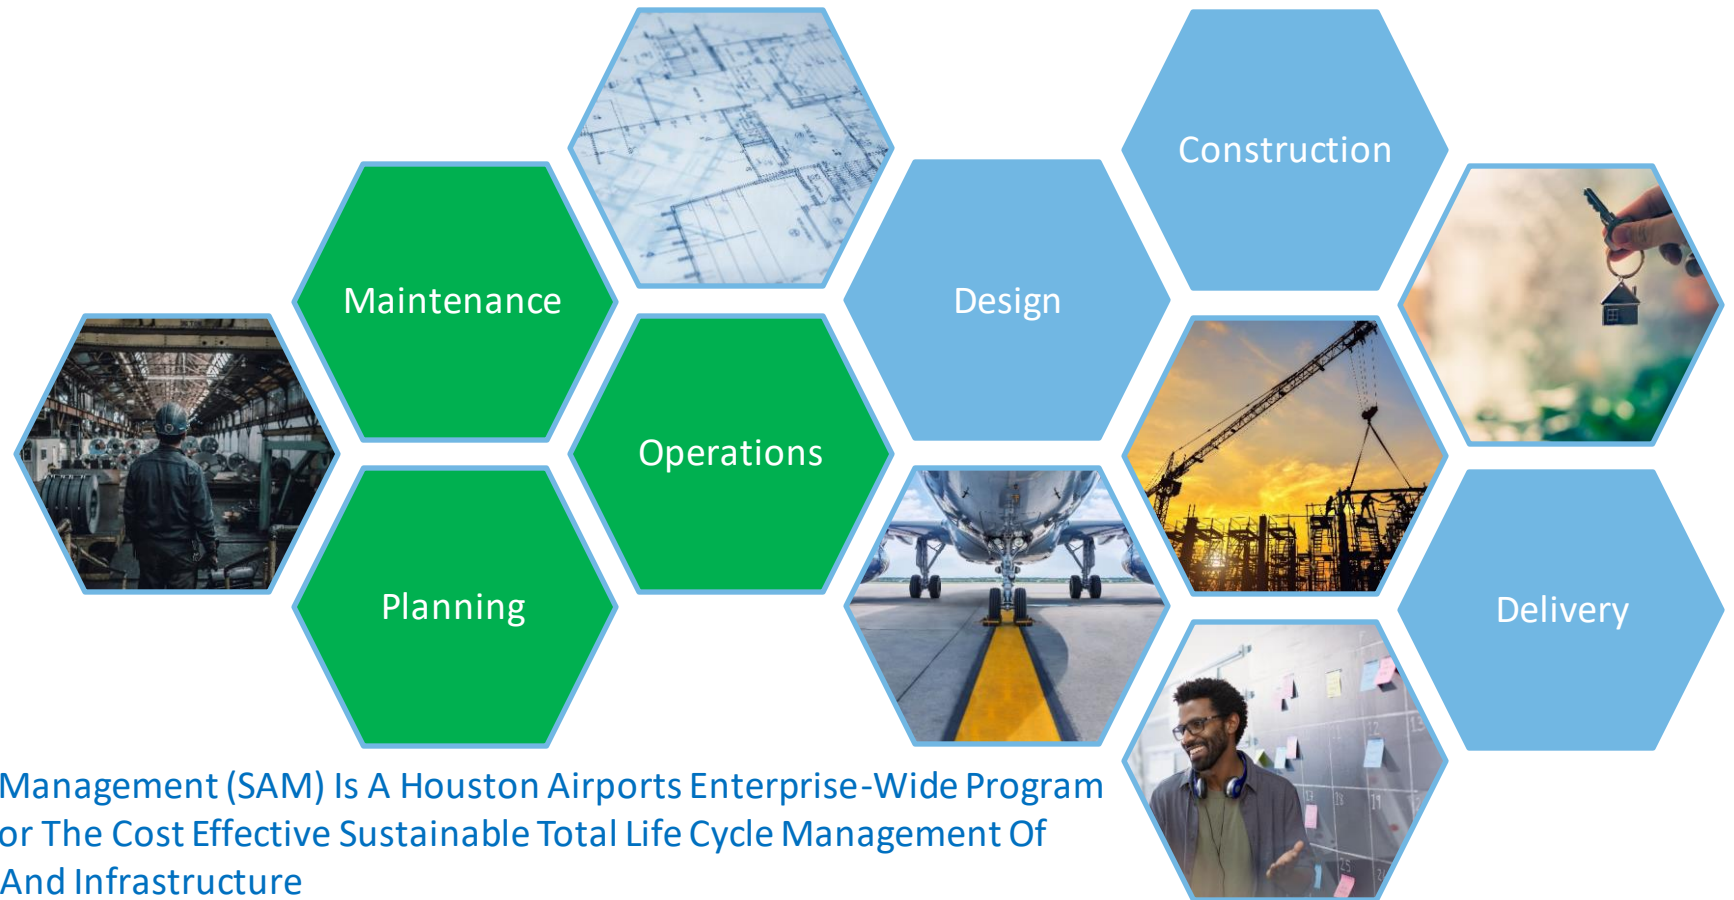 Construction
Maintenance
Design
Operations
Planning
Delivery
Management (SAM) Is A Houston Airports Enterprise-Wide Program
or The Cost Effective Sustainable Total Life Cycle Management Of
And Infrastructure